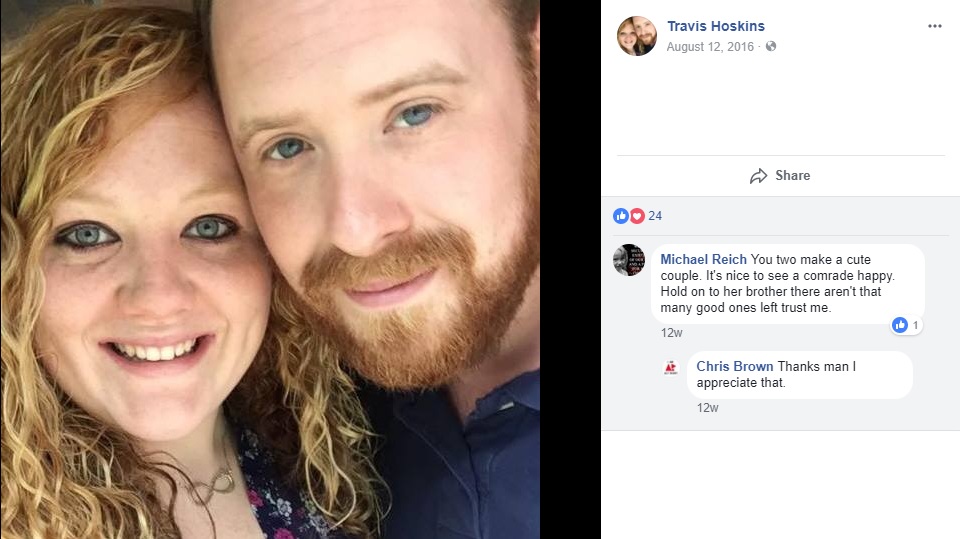 Travis Hoskins
August 12, 2016 ·
Share
24
Michael Reich You two make a cute
couple. It's nice to see a comrade happy.
Hold on to her brother there aren't that
many good ones left trust me.
1
12w
Chris Brown Thanks man I
appreciate that.
12w